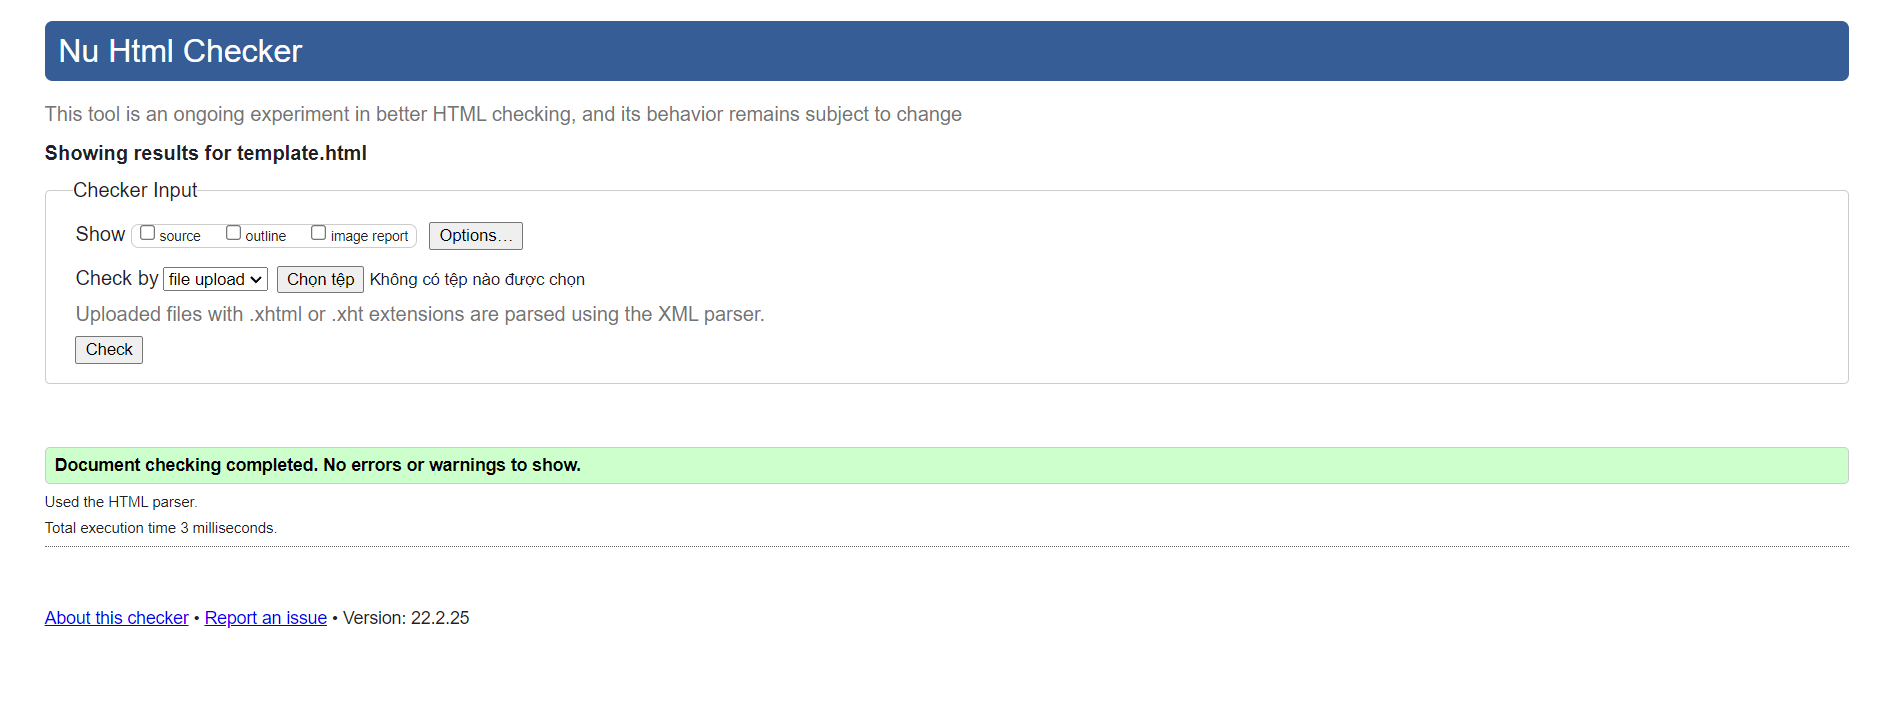 Nu Html Checker
This tool is an ongoing experiment in better HTML checking, and its behavior remains subject to change
Showing results for template.html
Checker Input
Show source outline image report Options...
Check by file upload Chọn tệp Không có tệp nào được chọn
Uploaded files with .xhtml or .xht extensions are parsed using the XML parser.
Check
Document checking completed. No errors or warnings to show.
Used the HTML parser.
Total execution time 3 milliseconds.
About this checker • Report an issue • Version: 22.2.25